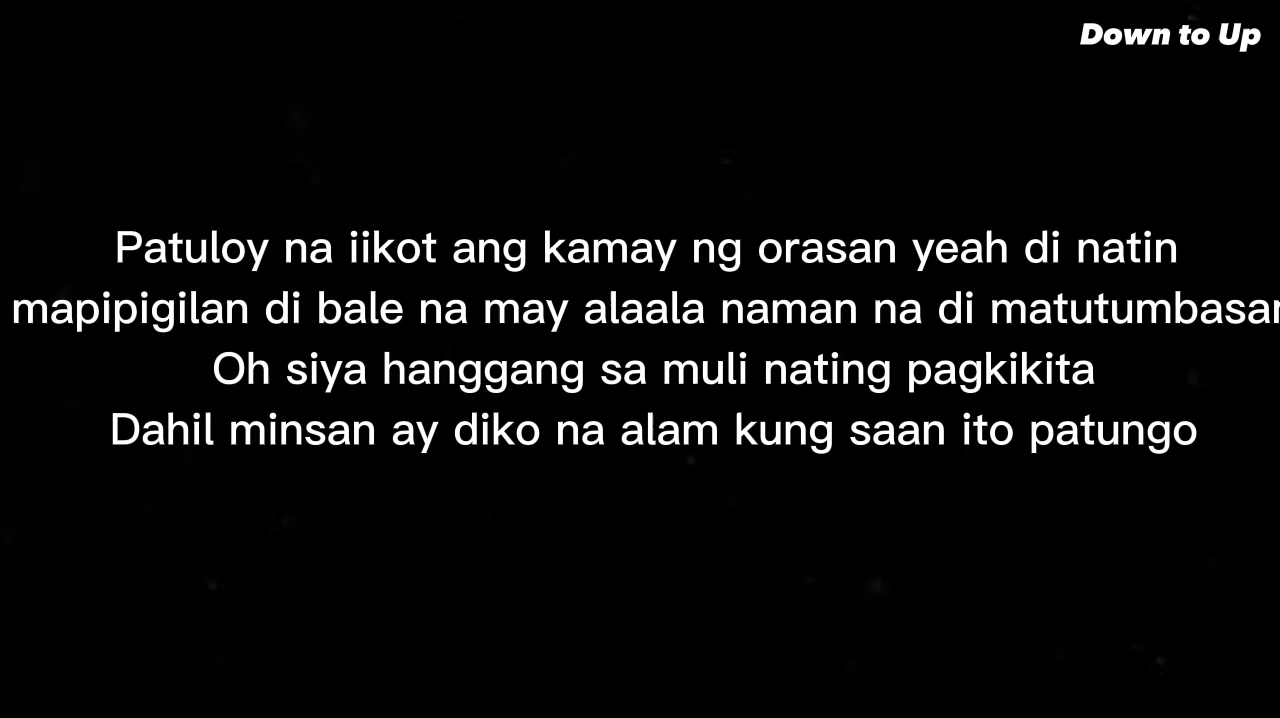 Down to Up
Patuloy na iikot ang kamay ng orasan yeah di natin
mapipigilan di bale na may alaala naman na di matutumbasan
Oh siya hanggang sa muli nating pagkikita
Dahil minsan ay diko na alam kung saan ito patungo